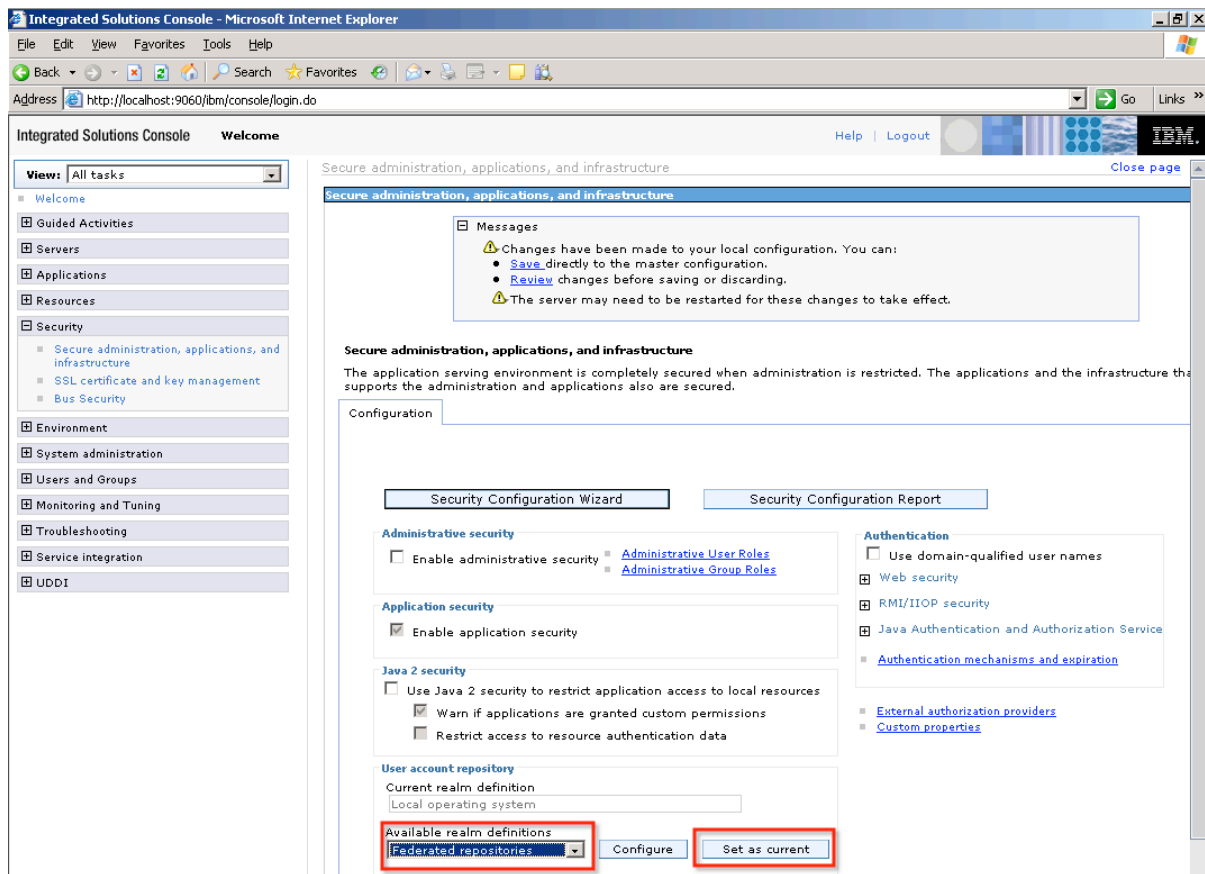 Integrated Solutions Console - Microsoft Internet Explorer
File Edit View Favorites Tools Help
Back Search Favorites
Address http://localhost:9060/ibm/console/login.do Go Links »
Integrated Solutions Console Welcome Help | Logout IBM.
View: All tasks
Welcome
Guided Activities
Servers
Applications
Resources
Security
Secure administration, applications, and
infrastructure
SSL certificate and key management
Bus Security
Environment
System administration
Users and Groups
Monitoring and Tuning
Troubleshooting
Service integration
UDDI
Secure administration, applications, and infrastructure Close page
Secure administration, applications, and infrastructure
Messages
Changes have been made to your local configuration. You can:
Save directly to the master configuration.
Review changes before saving or discarding.
The server may need to be restarted for these changes to take effect.
Secure administration, applications, and infrastructure
The application serving environment is completely secured when administration is restricted. The applications and the infrastructure tha
supports the administration and applications also are secured.
Configuration
Security Configuration Wizard Security Configuration Report
Administrative security
Enable administrative security
Administrative User Roles
Administrative Group Roles
Application security
Enable application security
Java 2 security
Use Java 2 security to restrict application access to local resources
Warn if applications are granted custom permissions
Restrict access to resource authentication data
User account repository
Current realm definition
Local operating system
Available realm definitions
Federated repositories Configure Set as current
Authentication
Use domain-qualified user names
Web security
RMI/IIOP security
Java Authentication and Authorization Service
Authentication mechanisms and expiration
External authorization providers
Custom properties